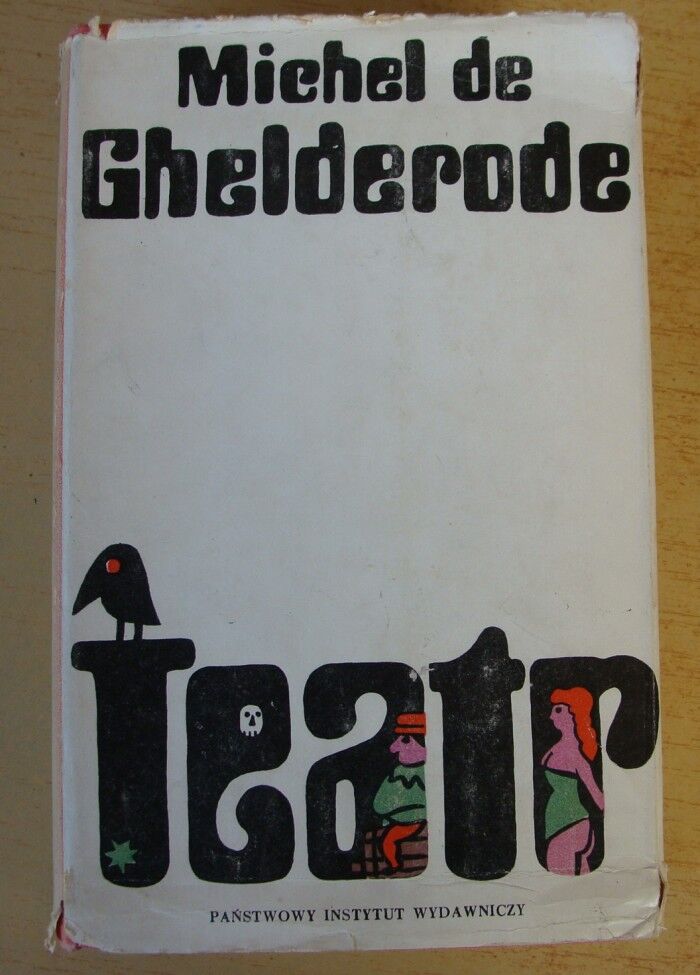 Michel de
Ghelderode
Teatr
PAŃSTWOWY INSTYTUT WYDAWNICZY